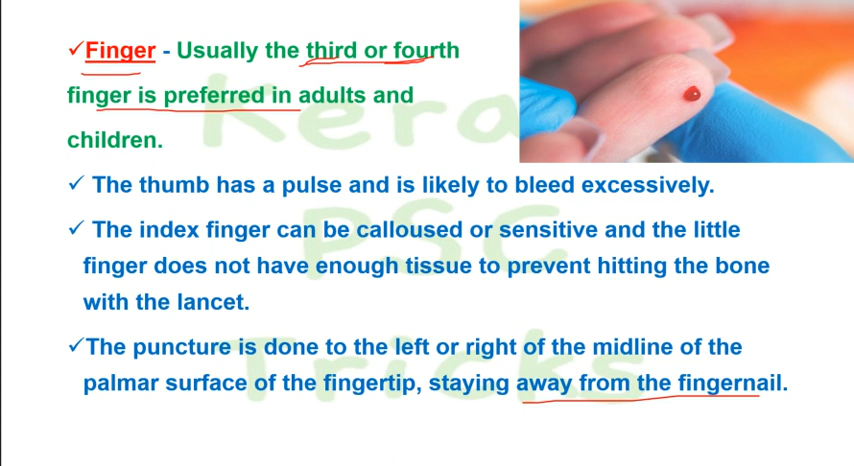 ✓Finger - Usually the third or fourth
finger is preferred in adults and
children.
✓ The thumb has a pulse and is likely to bleed excessively.
✓ The index finger can be calloused or sensitive and the little
finger does not have enough tissue to prevent hitting the bone
with the lancet.
✓The puncture is done to the left or right of the midline of the
palmar surface of the fingertip, staying away from the fingernail.
Kera
PSC
Tricks